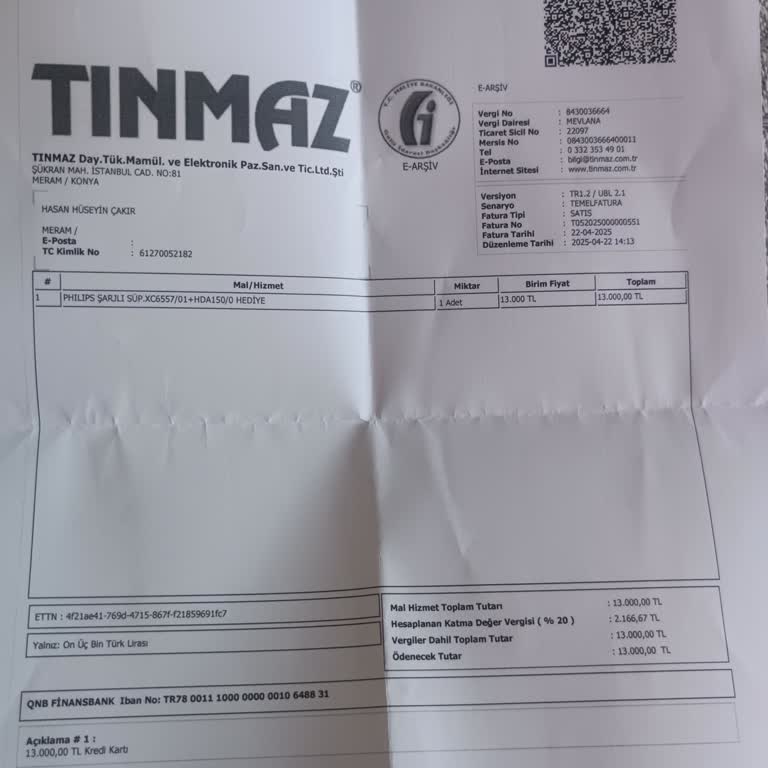 TINMAZ®
TINMAZ Day.Tük.Mamül. ve Elektronik Paz.San.ve Tic.Ltd.Şti
ŞÜKRAN MAH. İSTANBUL CAD. NO:81
MERAM / KONYA
T.C. MALİYE BAKANLIĞI
Gelir İdaresi Başkanlığı
E-ARŞİV
E-ARŞİV
Vergi No : 8430036664
Vergi Dairesi : MEVLANA
Ticaret Sicil No : 22097
Mersis No : 0843003666400011
Tel : 0 332 353 49 01
E-Posta : bilgi@tinmaz.com.tr
İnternet Sitesi : www.tinmaz.com.tr
Versiyon : TR1.2 / UBL 2.1
Senaryo : TEMELFATURA
Fatura Tipi : SATIS
Fatura No : T052025000000551
Fatura Tarihi : 22-04-2025
Düzenleme Tarihi : 2025-04-22 14:13
HASAN HÜSEYİN ÇAKIR
MERAM /
E-Posta :
TC Kimlik No : 61270052182
# Mal/Hizmet Miktar Birim Fiyat Toplam
1 PHILIPS ŞARJLI SÜP.XC6557/01+HDA150/0 HEDİYE 1 Adet 13.000 TL 13.000,00 TL
ETTN : 4f21ae41-769d-4715-867f-f21859691fc7
Yalnız: On Üç Bin Türk Lirası
Mal Hizmet Toplam Tutarı : 13.000,00 TL
Hesaplanan Katma Değer Vergisi ( % 20 ) : 2.166,67 TL
Vergiler Dahil Toplam Tutar : 13.000,00 TL
Ödenecek Tutar : 13.000,00 TL
QNB FİNANSBANK Iban No: TR78 0011 1000 0000 0010 6488 31
Açıklama # 1 :
13.000,00 TL Kredi Kartı